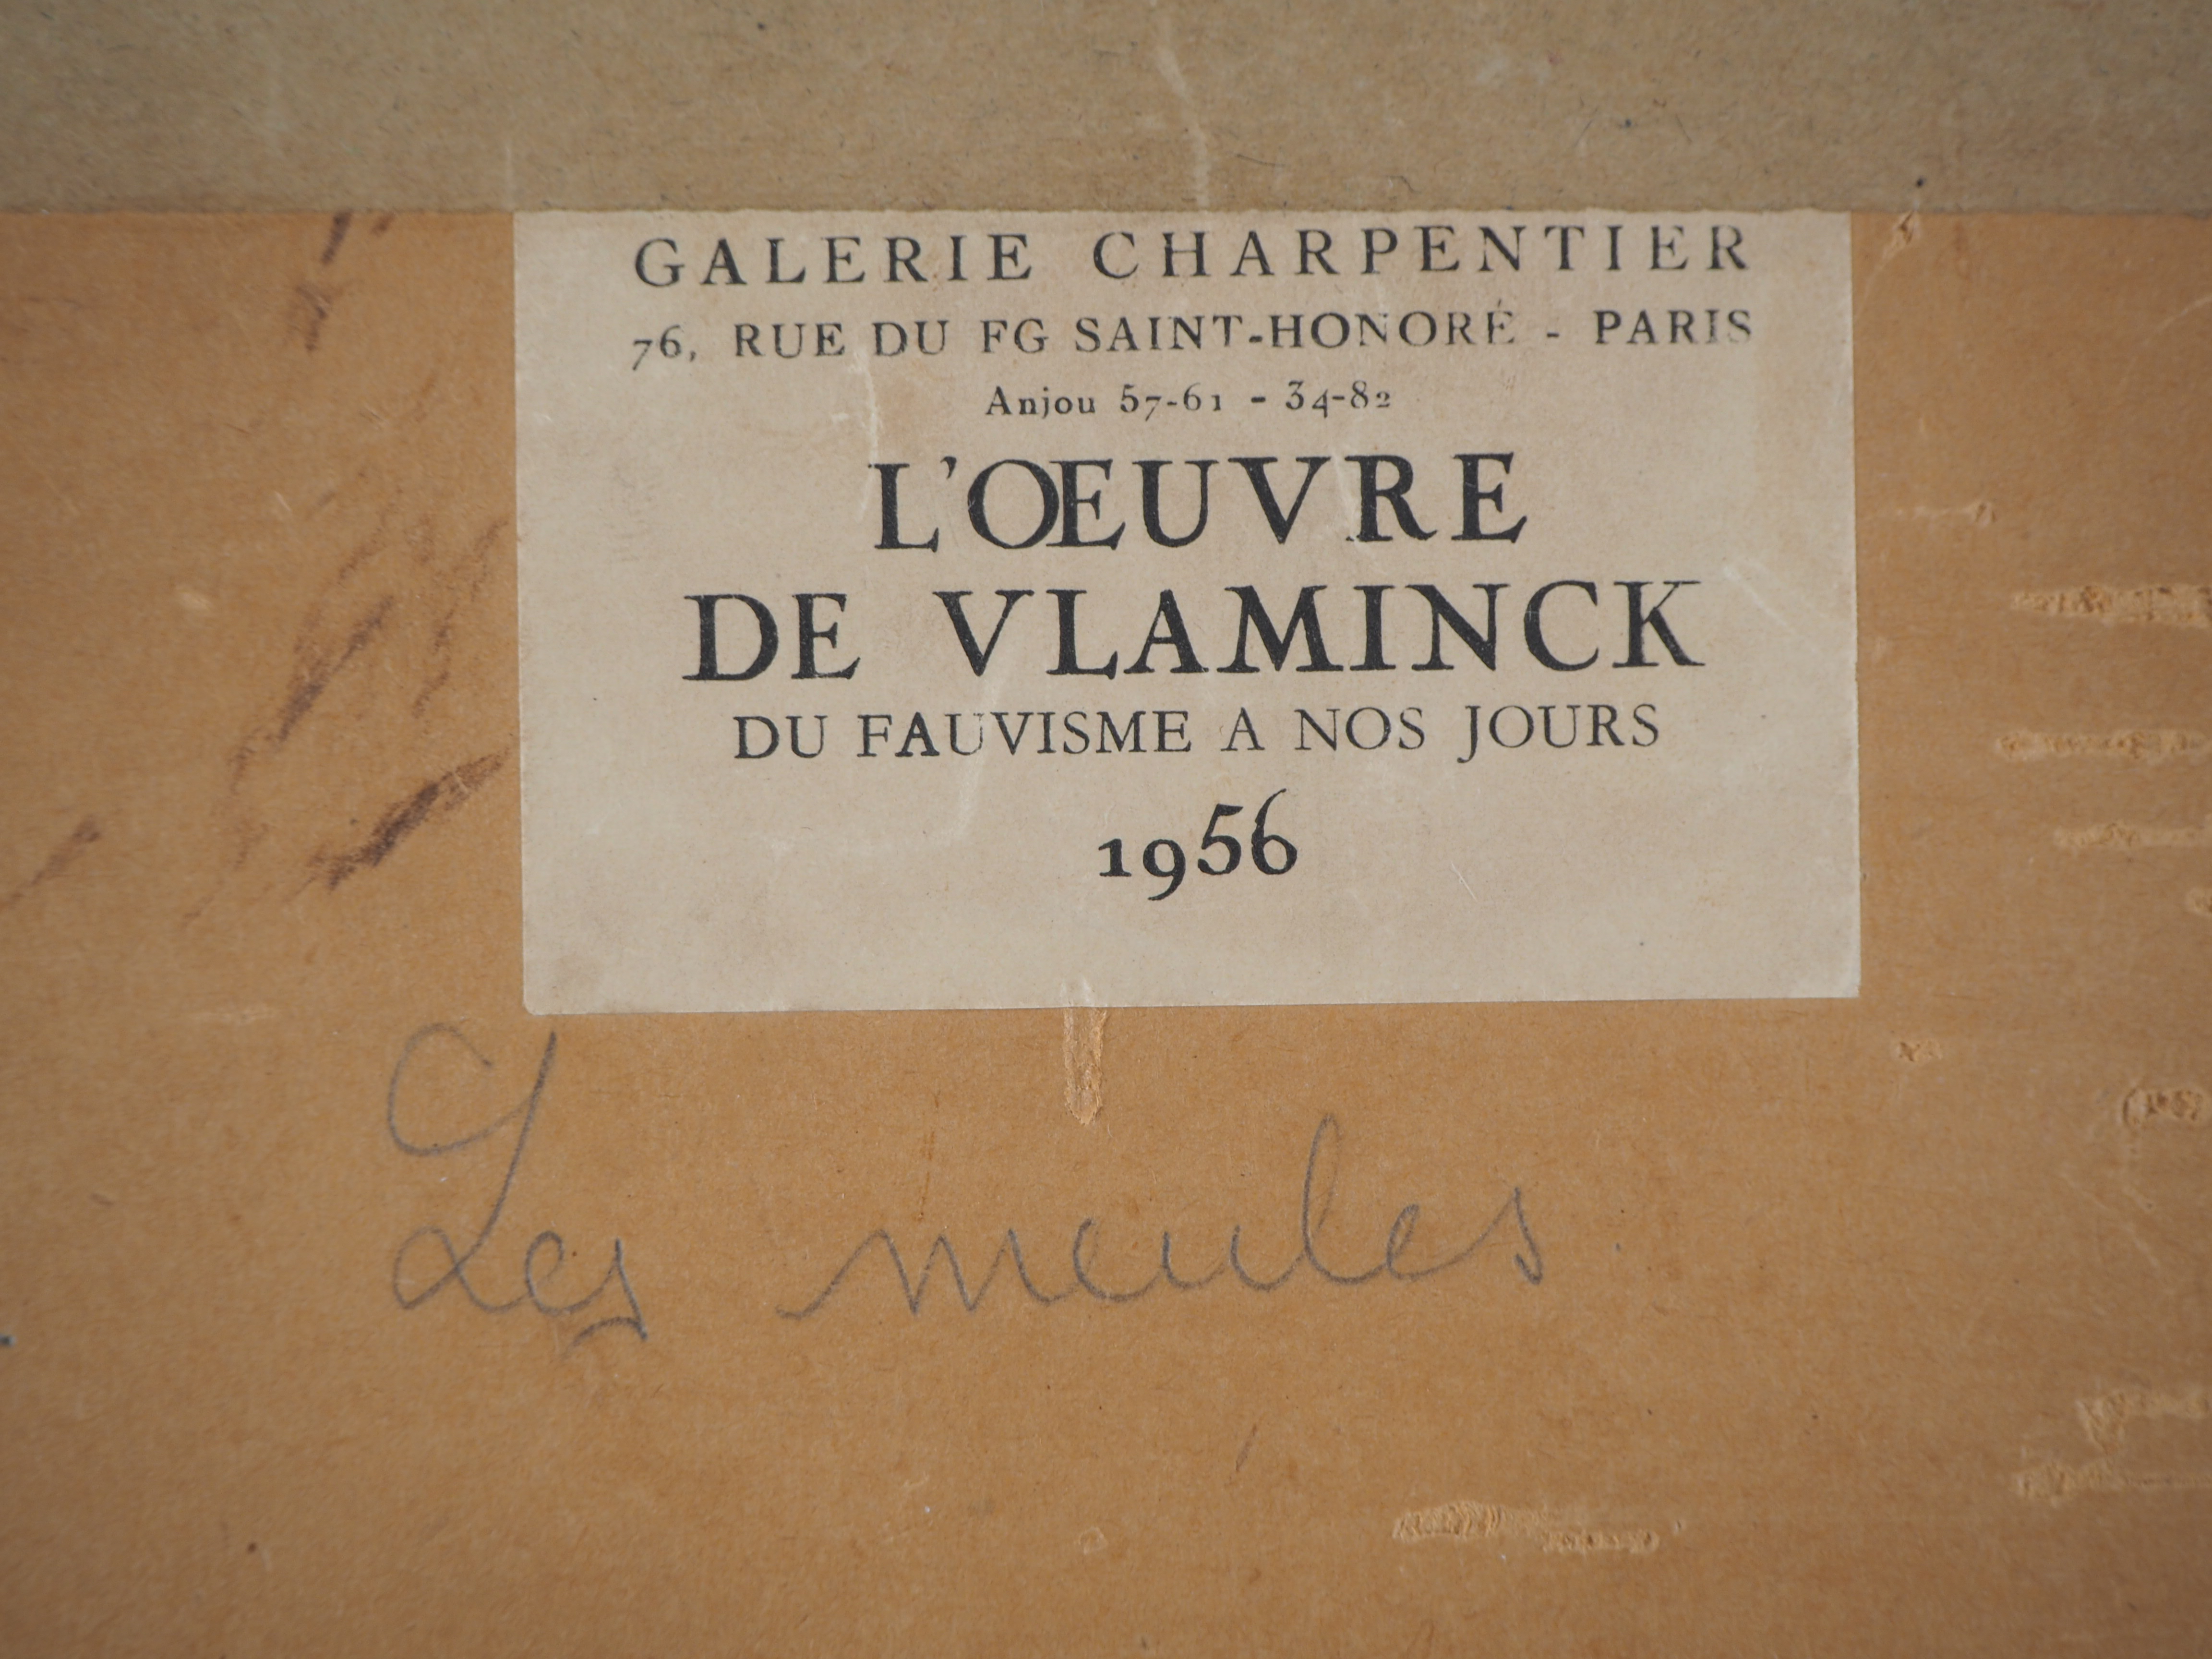 GALERIE CHARPENTIER
76, RUE DU FG SAINT-HONORÉ - PARIS
Anjou 57-61 - 34-82
L'ŒUVRE
DE VLAMINCK
DU FAUVISME A NOS JOURS
1956
Les meules